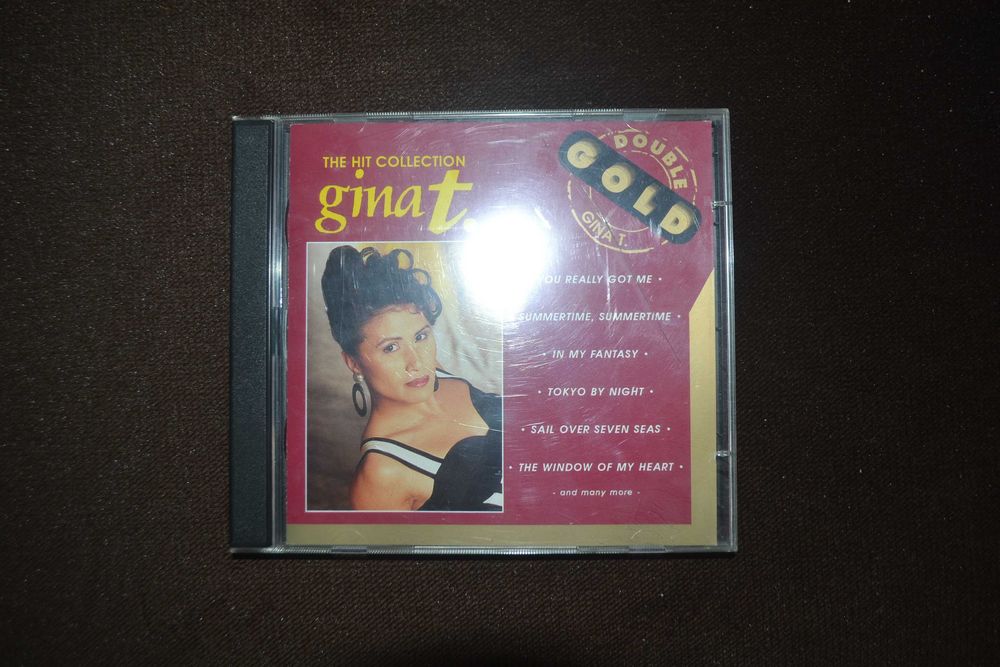 THE HIT COLLECTION
gina t.
DOUBLE
GOLD
GINA T.
OU REALLY GOT ME •
SUMMERTIME, SUMMERTIME •
• IN MY FANTASY •
• TOKYO BY NIGHT •
• SAIL OVER SEVEN SEAS •
• THE WINDOW OF MY HEART •
- and many more -